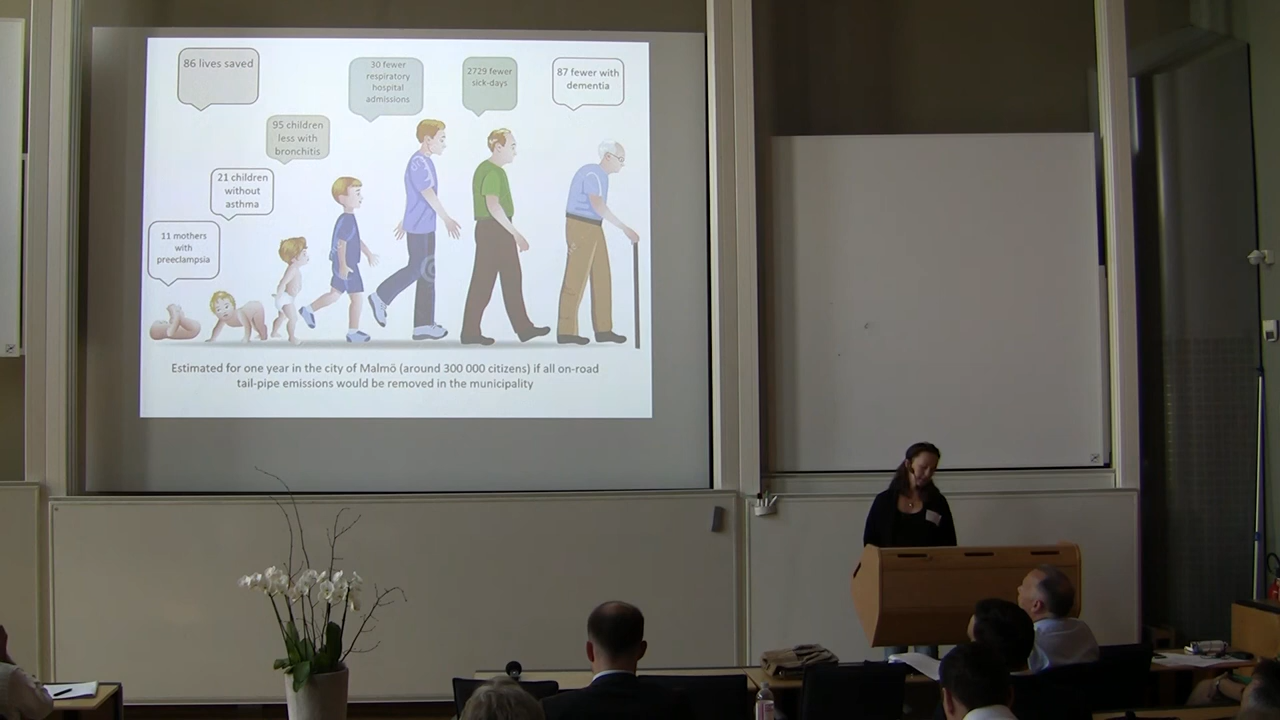 86 lives saved
30 fewer
respiratory
hospital
admissions
2729 fewer
sick-days
87 fewer with
dementia
95 children
less with
bronchitis
21 children
without
asthma
11 mothers
with
preeclampsia
Estimated for one year in the city of Malmö (around 300 000 citizens) if all on-road
tail-pipe emissions would be removed in the municipality